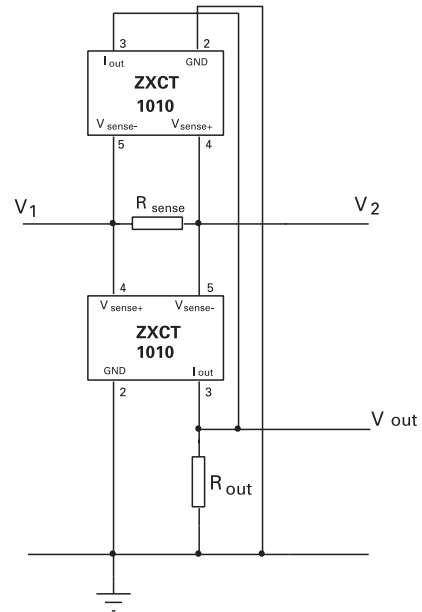 3 2
Iout GND
ZXCT
1010
Vsense- Vsense+
5 4
V1 Rsense V2
4 5
Vsense+ Vsense-
ZXCT
1010
GND Iout
2 3
V out
Rout